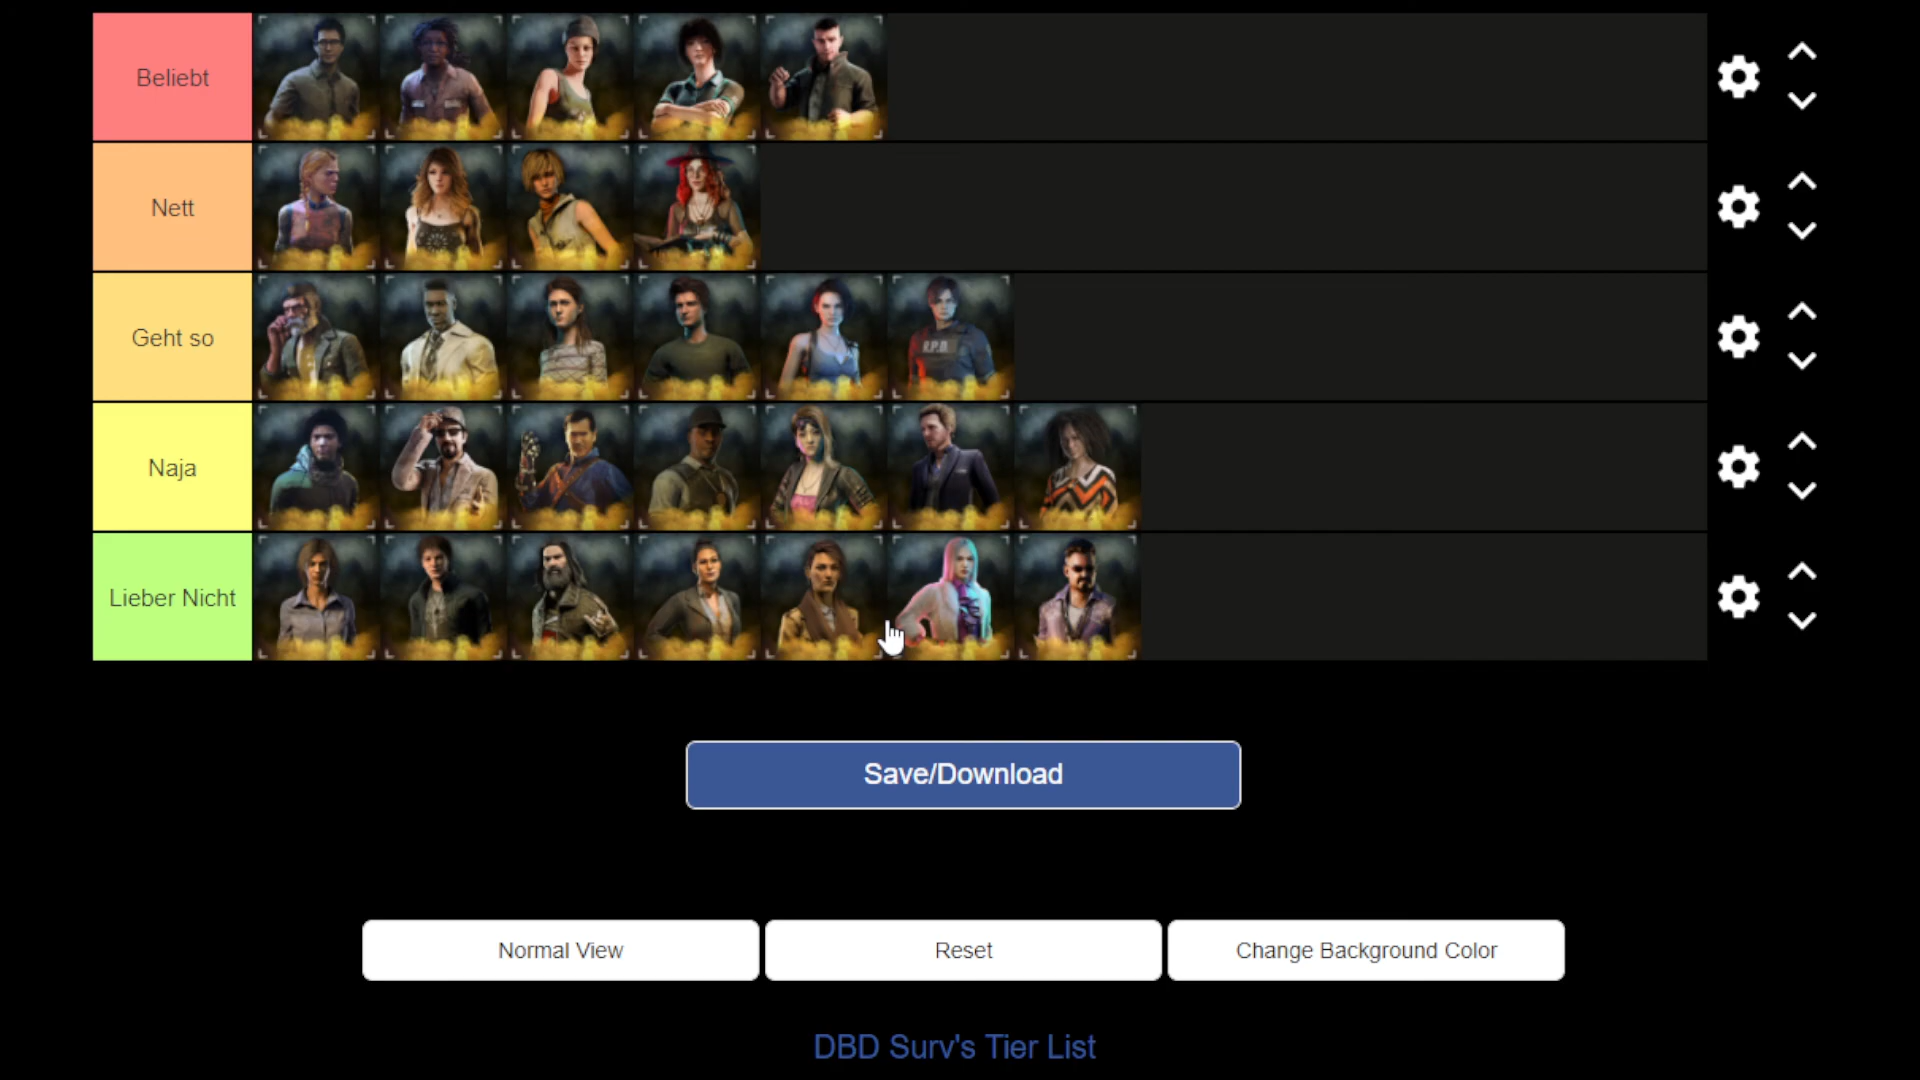 Beliebt
Nett
Geht so
R.P.D.
Naja
Lieber Nicht
Save/Download
Normal View
Reset
Change Background Color
DBD Surv's Tier List